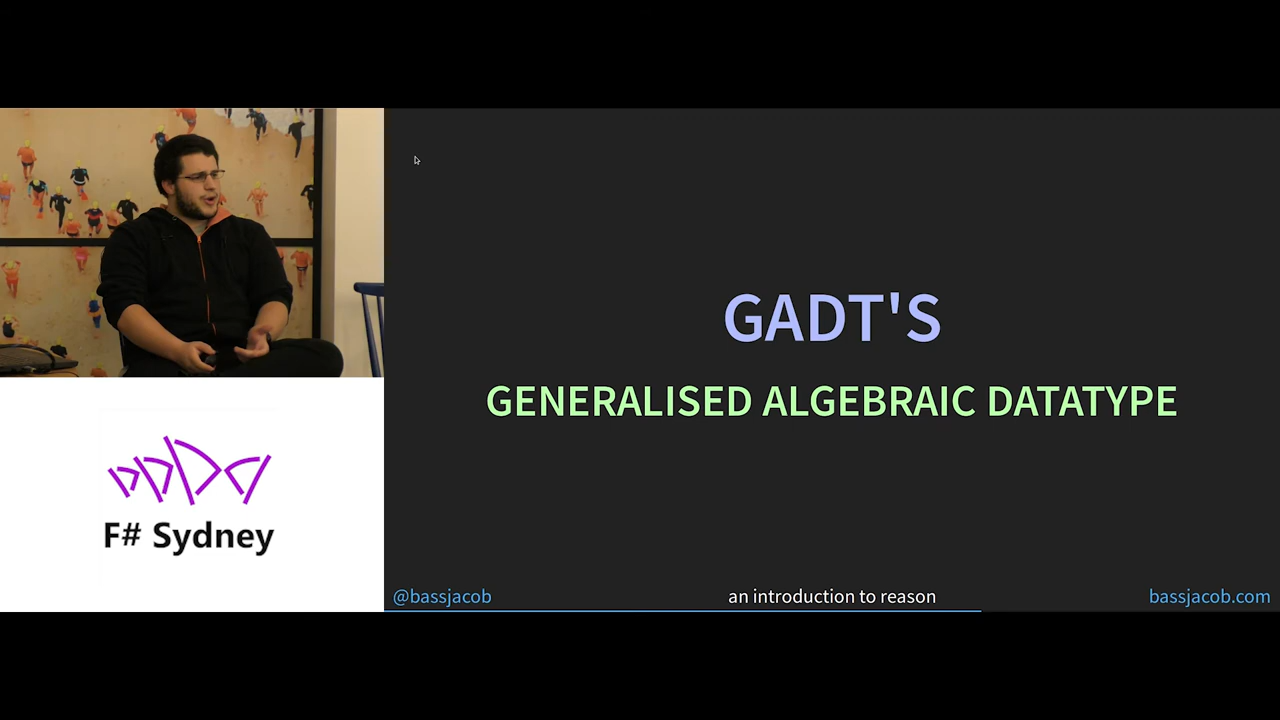 GADT'S
GENERALISED ALGEBRAIC DATATYPE
F# Sydney
@bassjacob
an introduction to reason
bassjacob.com